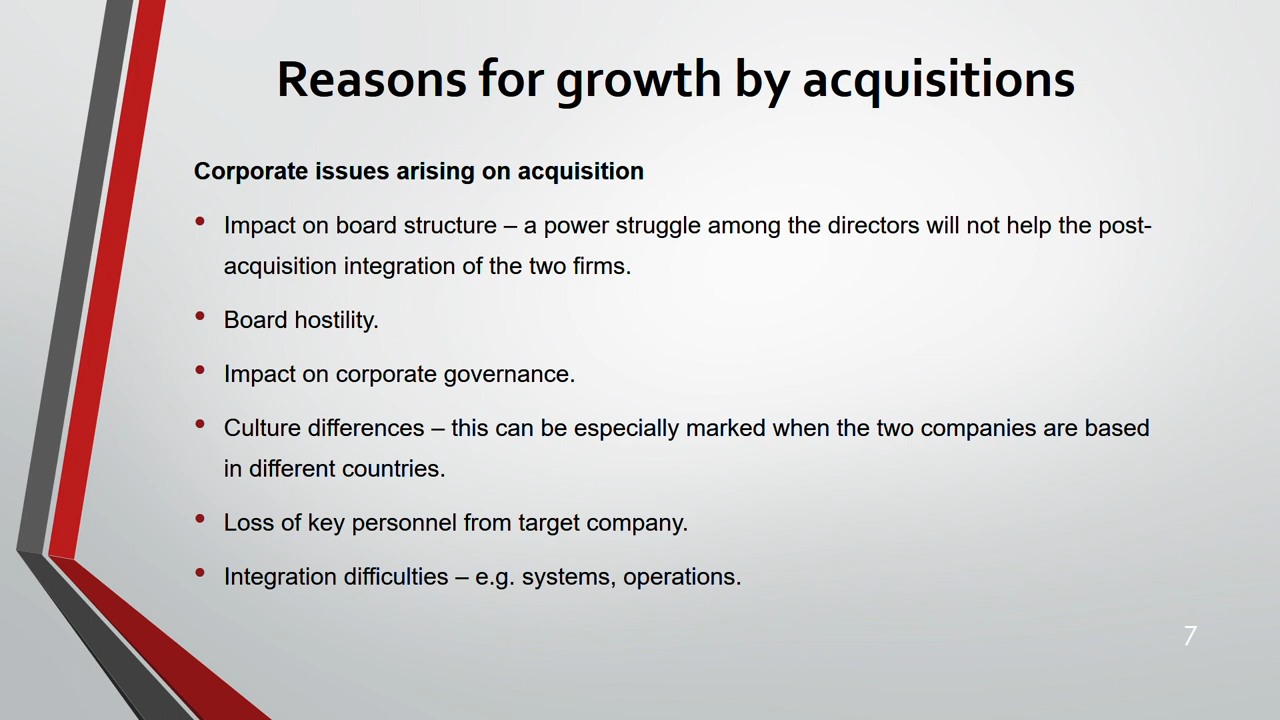 Reasons for growth by acquisitions
Corporate issues arising on acquisition
• Impact on board structure – a power struggle among the directors will not help the post-
acquisition integration of the two firms.
• Board hostility.
• Impact on corporate governance.
• Culture differences – this can be especially marked when the two companies are based
in different countries.
• Loss of key personnel from target company.
• Integration difficulties – e.g. systems, operations.
7